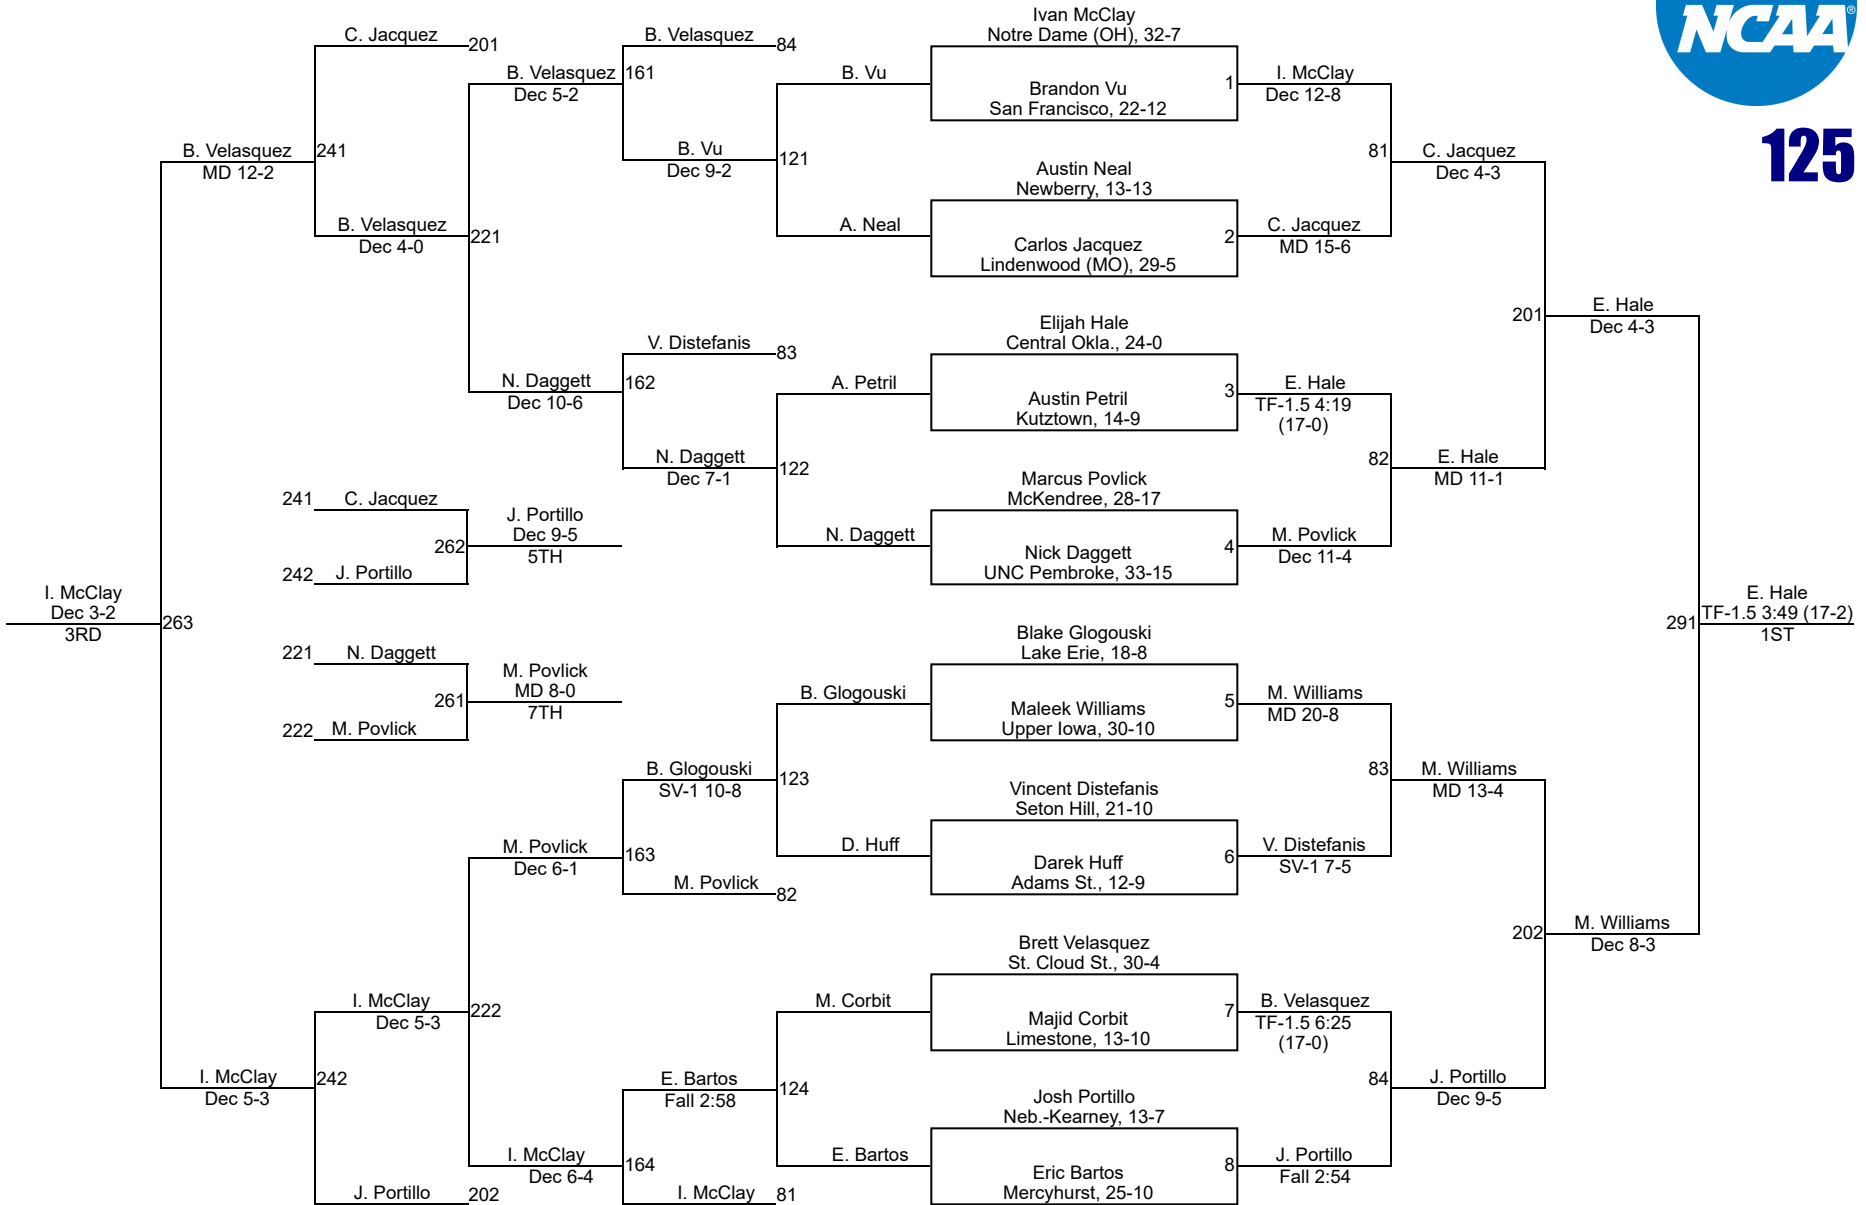 NCAA®
125
Ivan McClay
Notre Dame (OH), 32-7
Brandon Vu
San Francisco, 22-12
1
Austin Neal
Newberry, 13-13
Carlos Jacquez
Lindenwood (MO), 29-5
2
Elijah Hale
Central Okla., 24-0
Austin Petril
Kutztown, 14-9
3
Marcus Povlick
McKendree, 28-17
Nick Daggett
UNC Pembroke, 33-15
4
Blake Glogouski
Lake Erie, 18-8
Maleek Williams
Upper Iowa, 30-10
5
Vincent Distefanis
Seton Hill, 21-10
Darek Huff
Adams St., 12-9
6
Brett Velasquez
St. Cloud St., 30-4
Majid Corbit
Limestone, 13-10
7
Josh Portillo
Neb.-Kearney, 13-7
Eric Bartos
Mercyhurst, 25-10
8
I. McClay
Dec 12-8
81
C. Jacquez
MD 15-6
E. Hale
TF-1.5 4:19
(17-0)
82
M. Povlick
Dec 11-4
M. Williams
MD 20-8
83
V. Distefanis
SV-1 7-5
B. Velasquez
TF-1.5 6:25
(17-0)
84
J. Portillo
Fall 2:54
C. Jacquez
Dec 4-3
201
E. Hale
MD 11-1
M. Williams
MD 13-4
202
J. Portillo
Dec 9-5
E. Hale
Dec 4-3
291
M. Williams
Dec 8-3
E. Hale
TF-1.5 3:49 (17-2)
1ST
B. Vu
121
A. Neal
A. Petril
122
N. Daggett
B. Glogouski
123
D. Huff
M. Corbit
124
E. Bartos
B. Velasquez
84
161
B. Vu
Dec 9-2
V. Distefanis
83
162
N. Daggett
Dec 7-1
B. Glogouski
SV-1 10-8
163
M. Povlick
82
E. Bartos
Fall 2:58
164
I. McClay
81
B. Velasquez
Dec 5-2
221
N. Daggett
Dec 10-6
M. Povlick
Dec 6-1
222
I. McClay
Dec 6-4
C. Jacquez
201
241
B. Velasquez
Dec 4-0
I. McClay
Dec 5-3
242
J. Portillo
202
241
C. Jacquez
262
242
J. Portillo
J. Portillo
Dec 9-5
5TH
221
N. Daggett
261
222
M. Povlick
M. Povlick
MD 8-0
7TH
B. Velasquez
MD 12-2
263
I. McClay
Dec 5-3
I. McClay
Dec 3-2
3RD